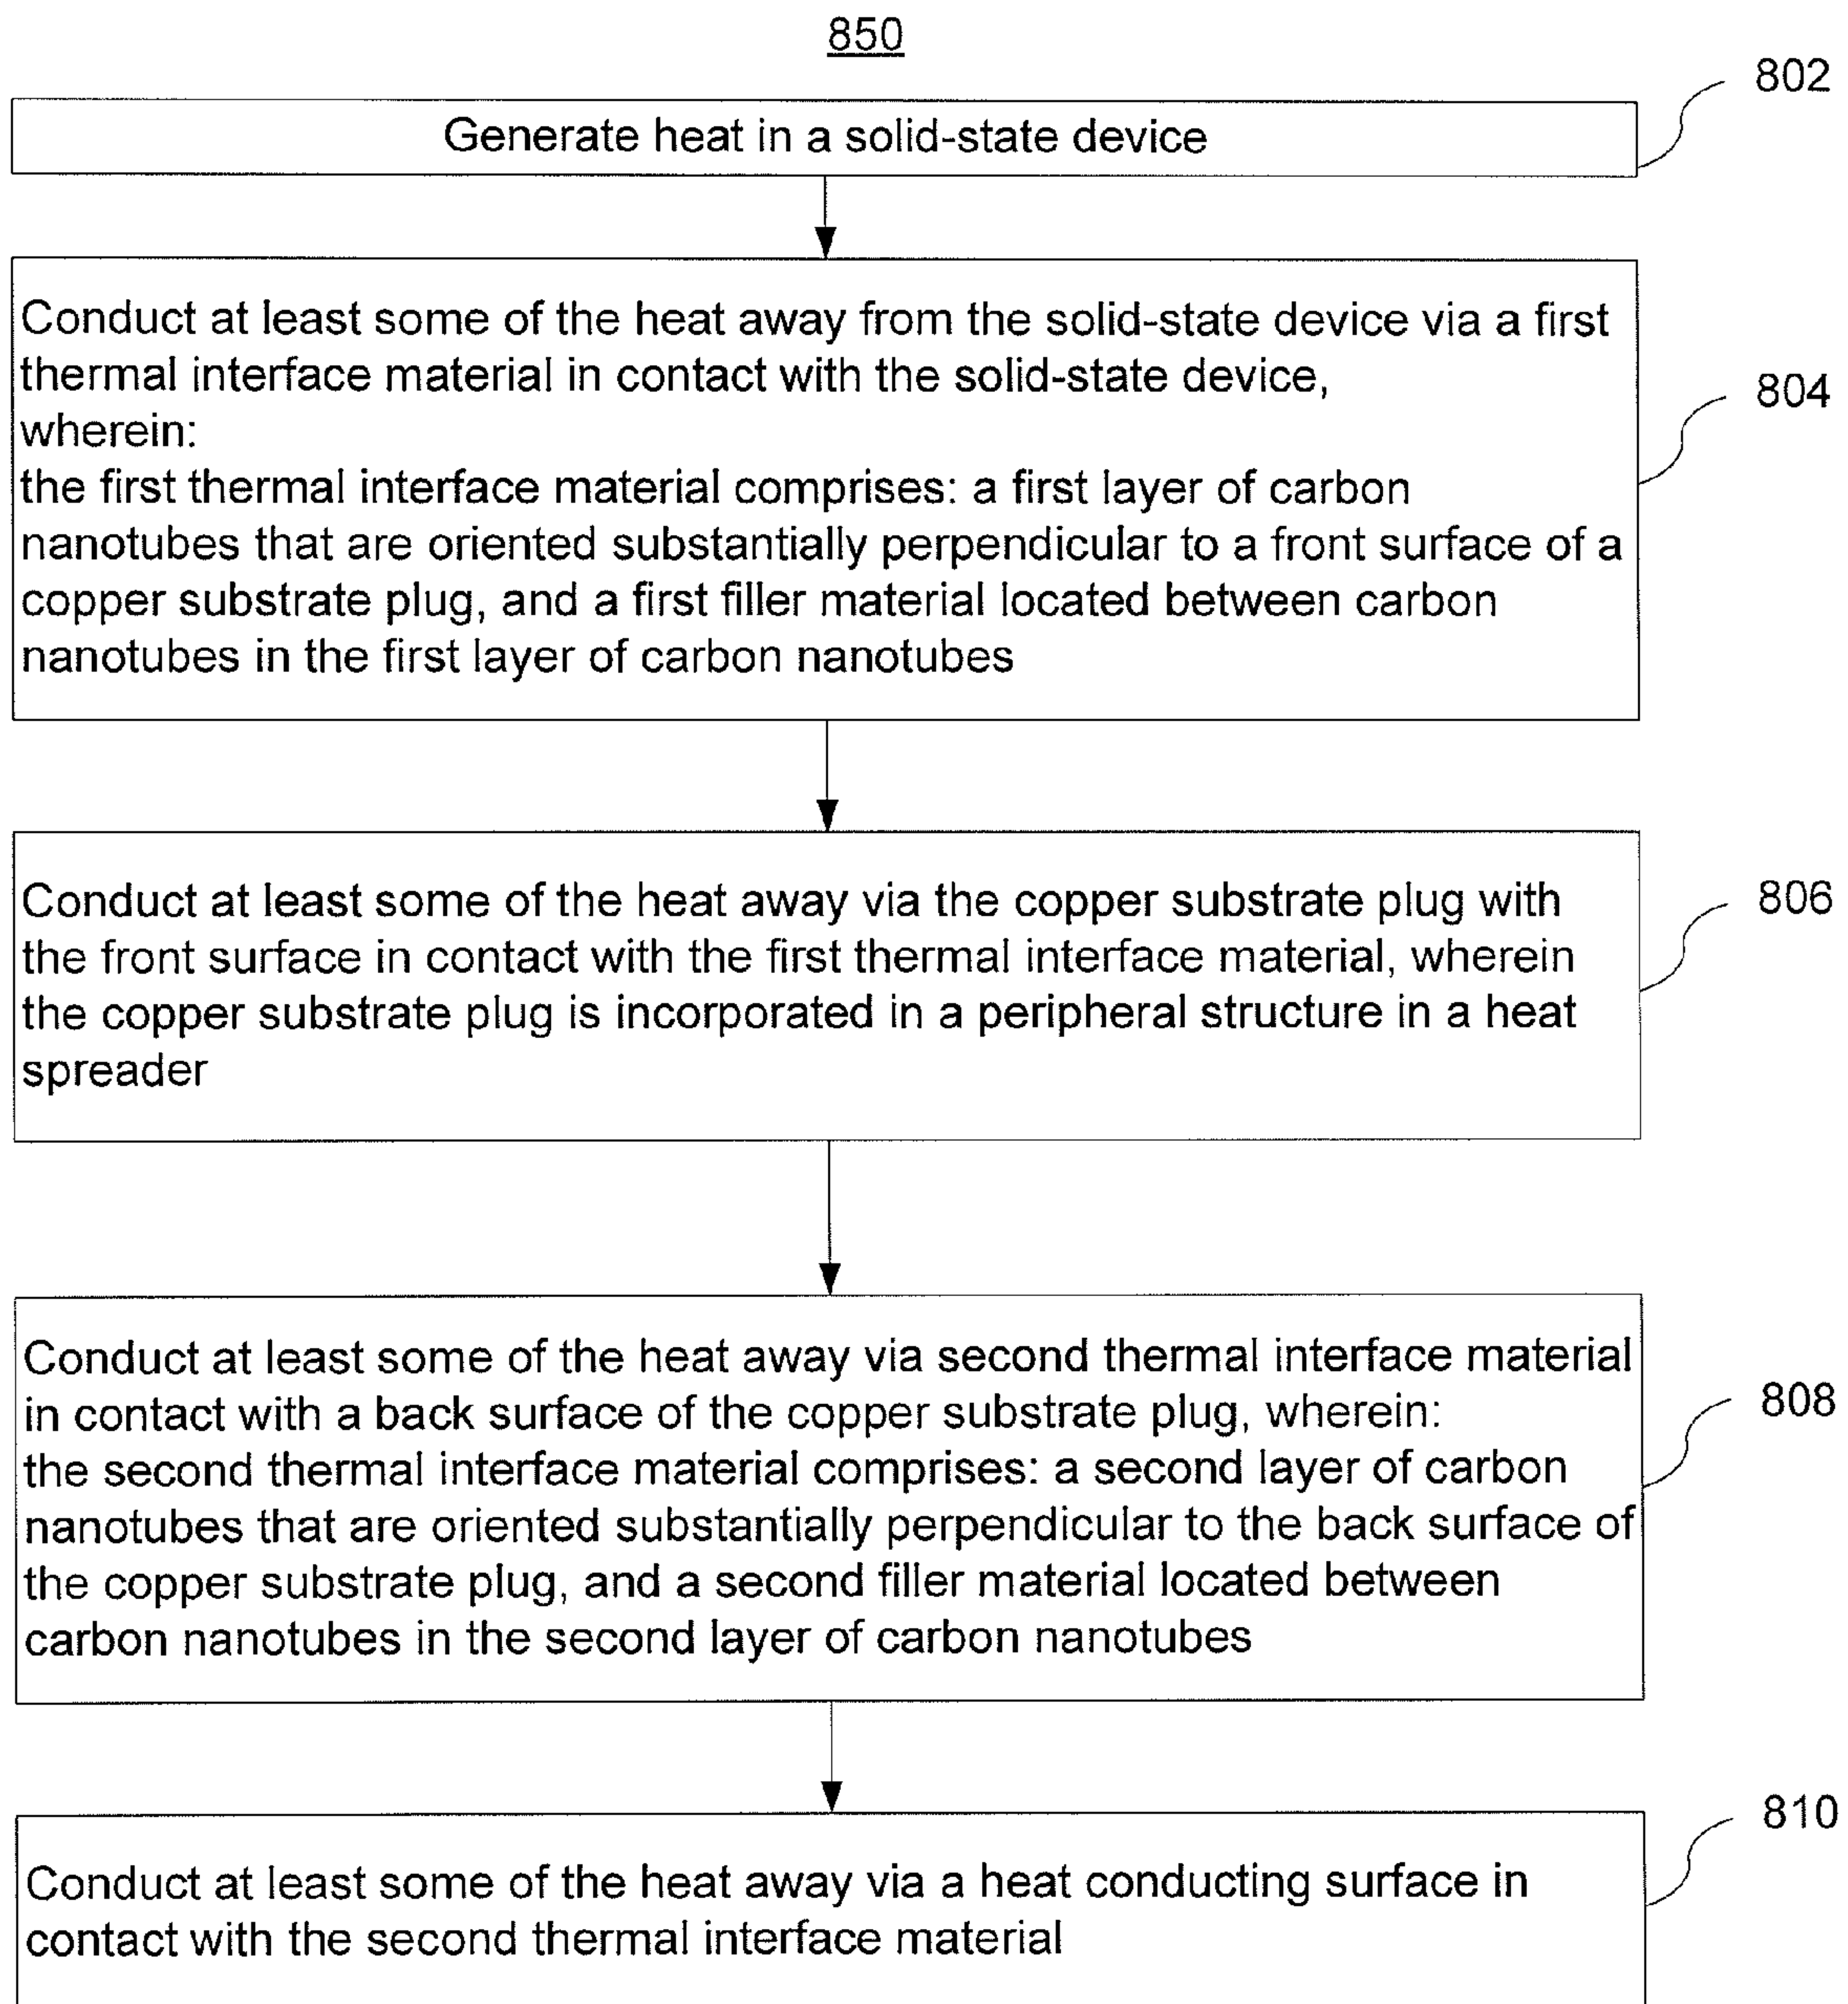 850
802
Generate heat in a solid-state device
Conduct at least some of the heat away from the solid-state device via a first
thermal interface material in contact with the solid-state device,
804
wherein:
the first thermal interface material comprises: a first layer of carbon
nanotubes that are oriented substantially perpendicular to a front surface of a
copper substrate plug, and a first filler material located between carbon
nanotubes in the first layer of carbon nanotubes
Conduct at least some of the heat away via the copper substrate plug with
806
the front surface in contact with the first thermal interface material, wherein
the copper substrate plug is incorporated in a peripheral structure in a heat
spreader
Conduct at least some of the heat away via second thermal interface material
in contact with a back surface of the copper substrate plug, wherein:
808
the second thermal interface material comprises: a second layer of carbon
nanotubes that are oriented substantially perpendicular to the back surface of
the copper substrate plug, and a second filler material located between
carbon nanotubes in the second layer of carbon nanotubes
810
Conduct at least some of the heat away via a heat conducting surface in
contact with the second thermal interface material